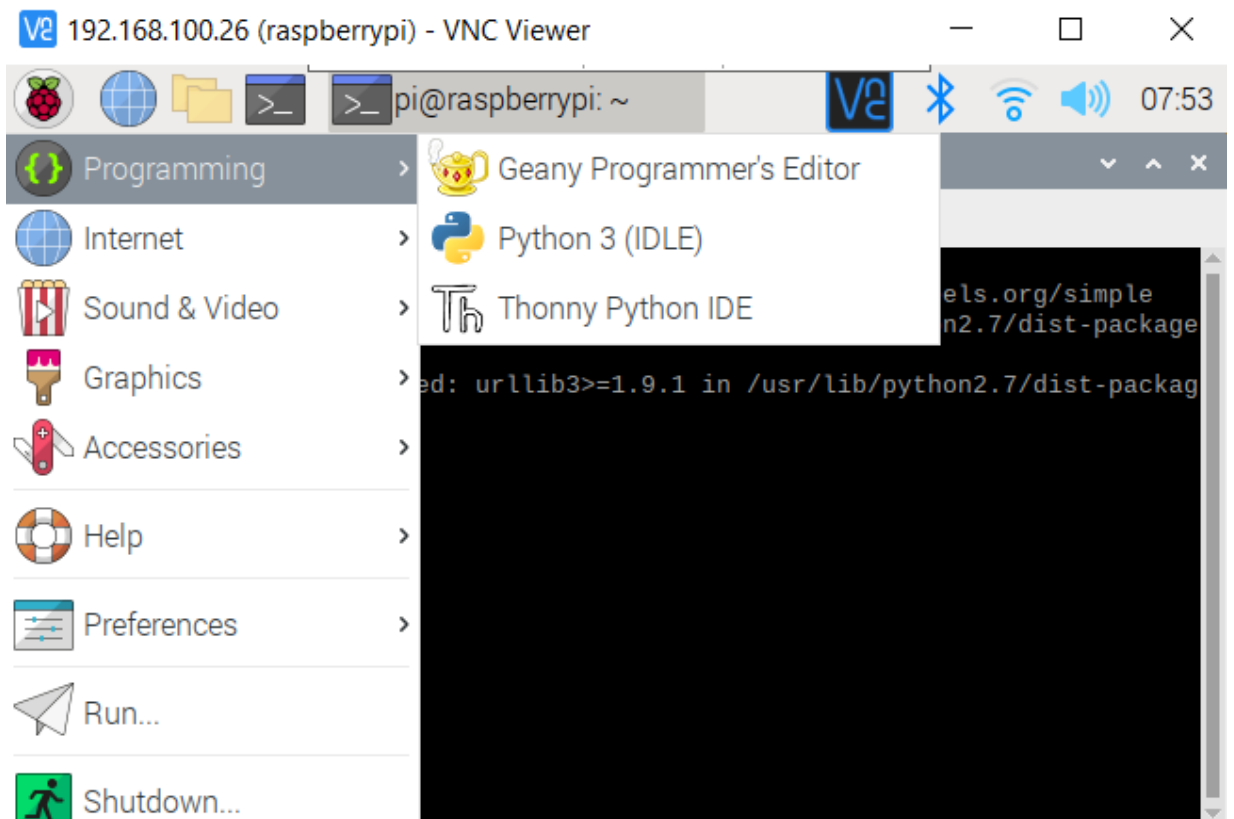 192.168.100.26 (raspberrypi) - VNC Viewer
>_ >_ pi@raspberrypi: ~ 07:53
Programming
Geany Programmer's Editor
Internet
Python 3 (IDLE)
Sound & Video
Thonny Python IDE
els.org/simple
n2.7/dist-package
Graphics
ed: urllib3>=1.9.1 in /usr/lib/python2.7/dist-packag
Accessories
Help
Preferences
Run...
Shutdown...